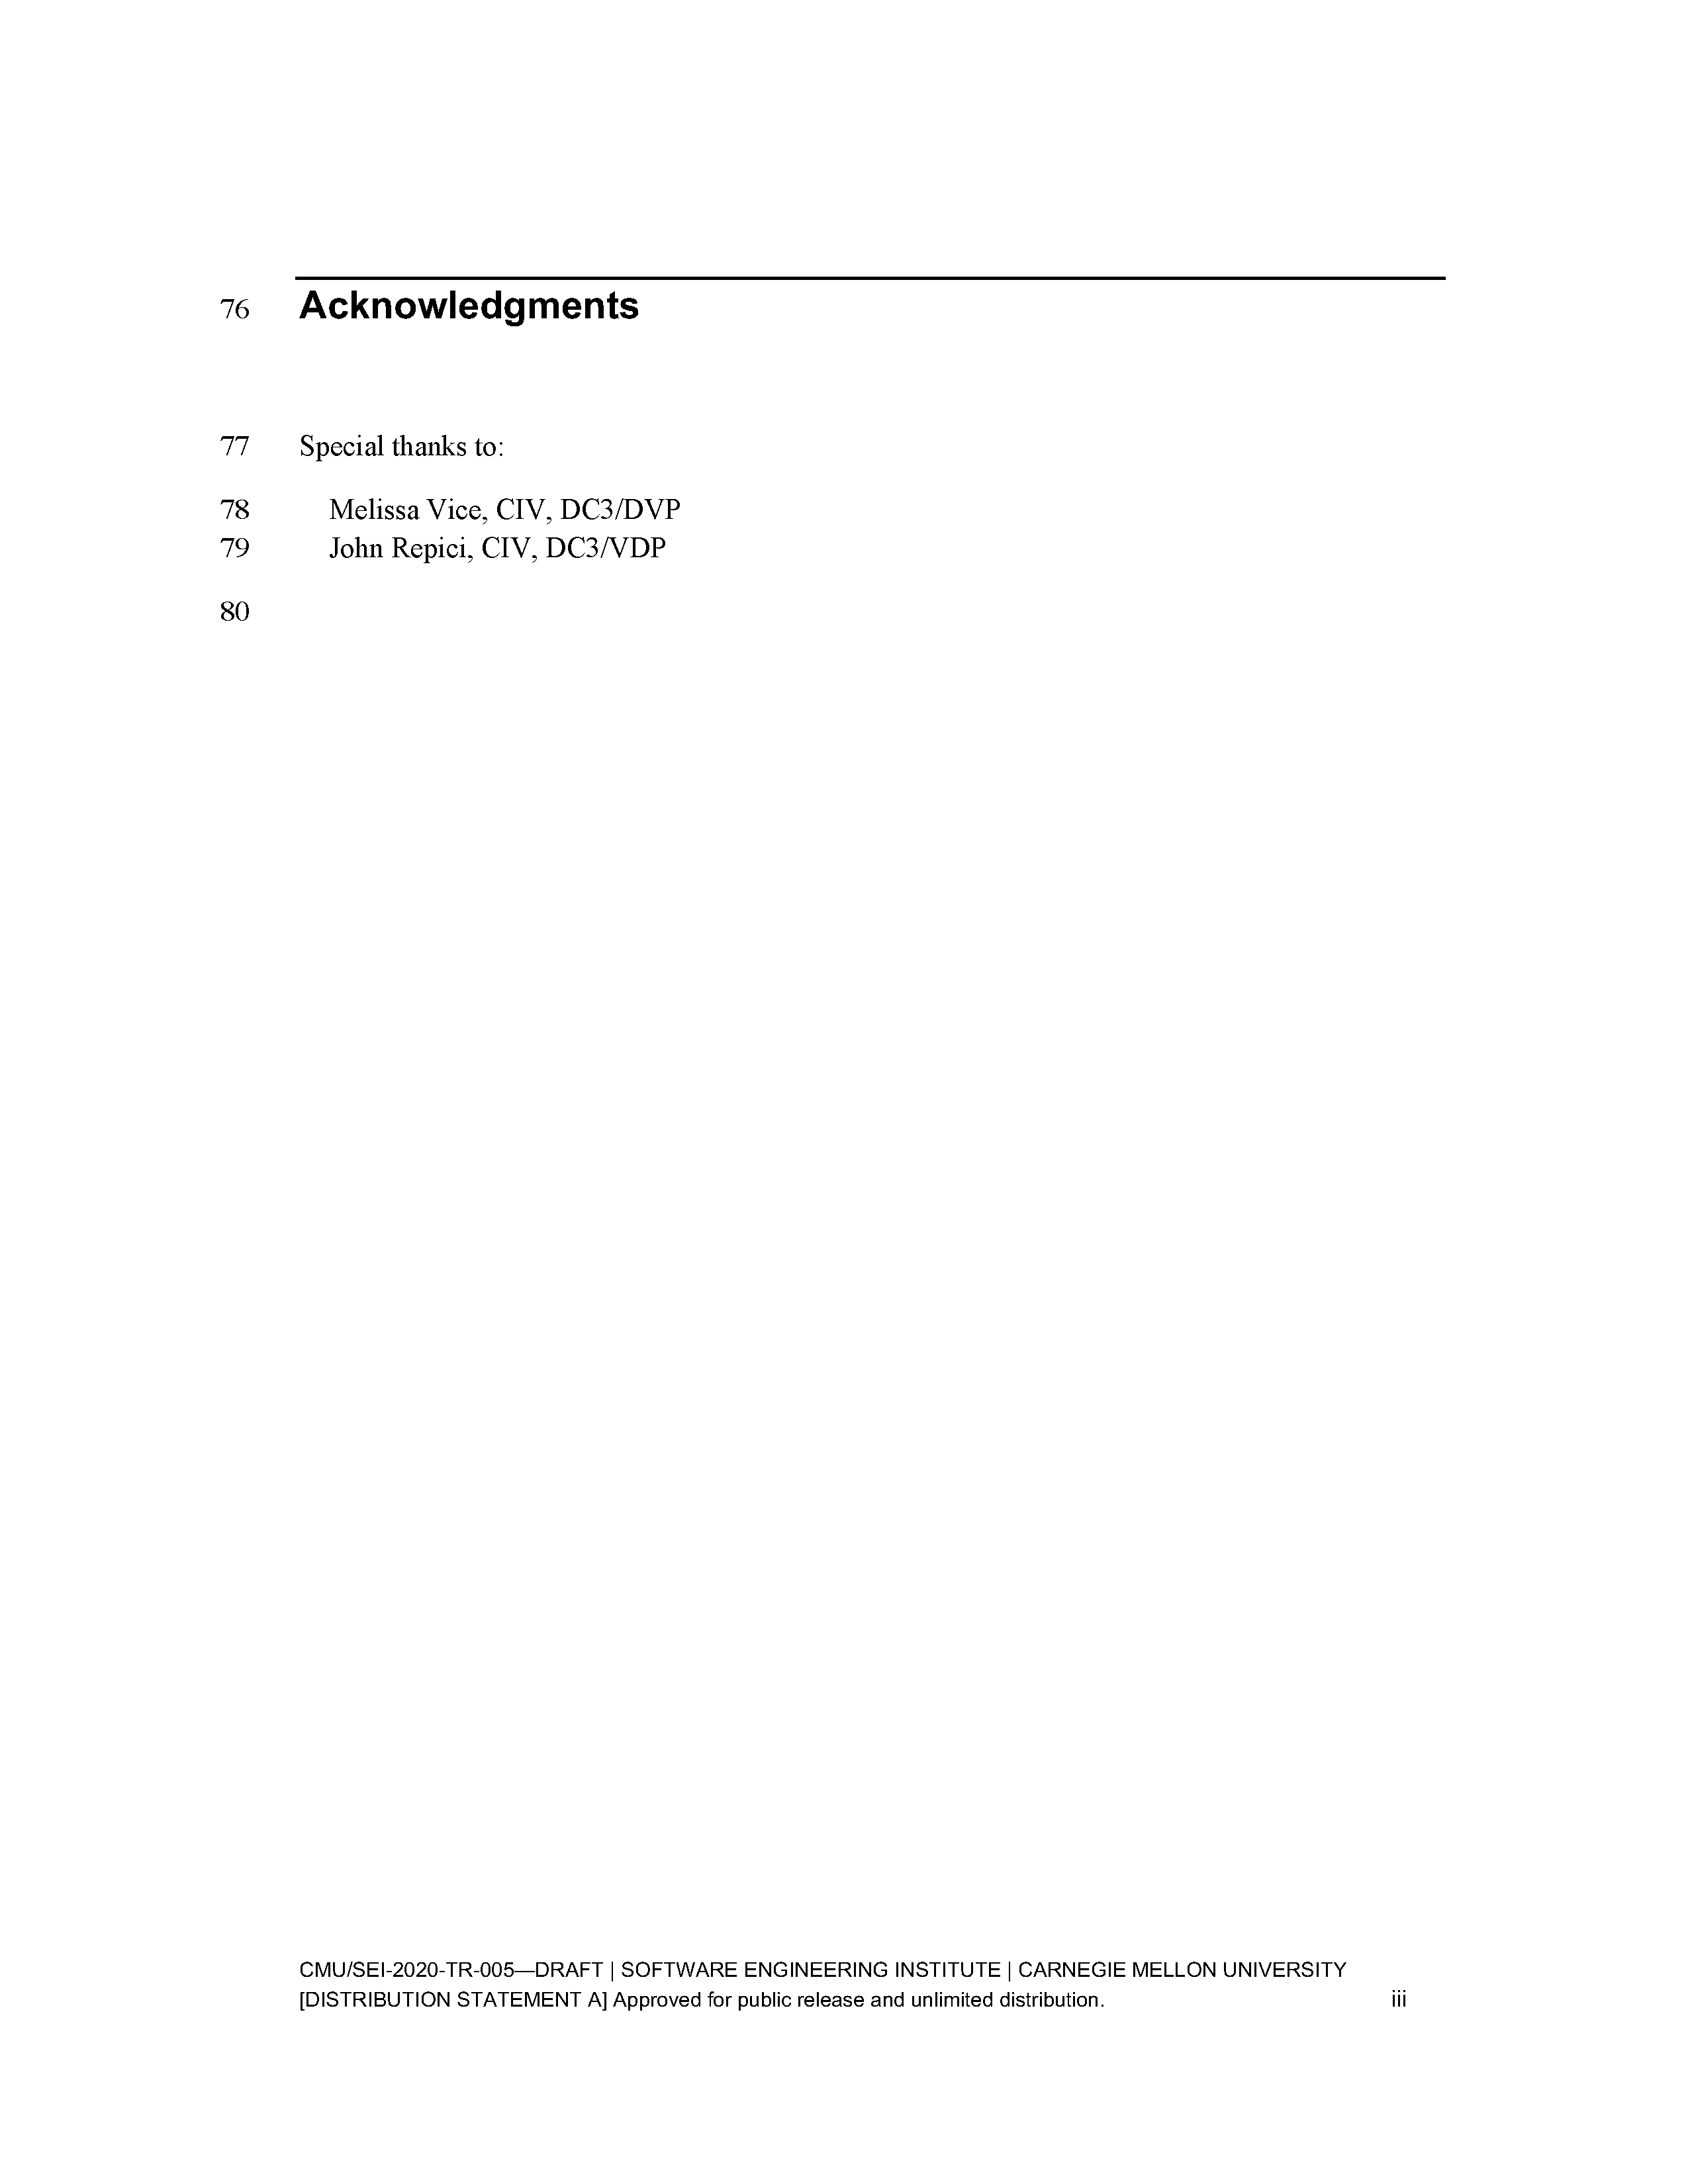 76 Acknowledgments
77 Special thanks to:
78 Melissa Vice, CIV, DC3/DVP
79 John Repici, CIV, DC3/VDP
80
CMU/SEI-2020-TR-005—DRAFT | SOFTWARE ENGINEERING INSTITUTE | CARNEGIE MELLON UNIVERSITY
[DISTRIBUTION STATEMENT A] Approved for public release and unlimited distribution. iii